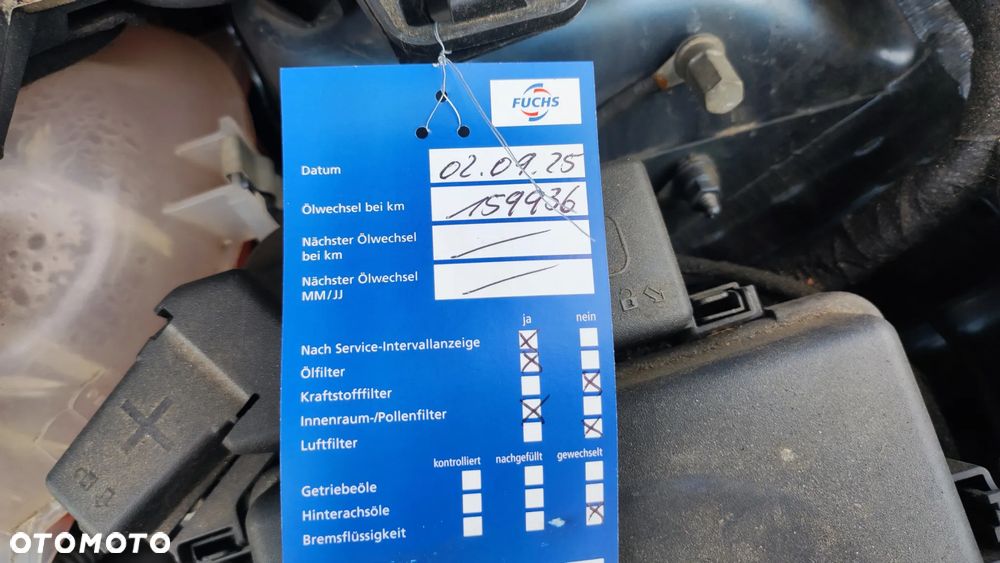 FUCHS
Datum 02.09.25
Ölwechsel bei km 159936
Nächster Ölwechsel
bei km
Nächster Ölwechsel
MM/JJ
ja nein
Nach Service-Intervallanzeige
Ölfilter
Kraftstofffilter
Innenraum-/Pollenfilter
Luftfilter
kontrolliert nachgefüllt gewechselt
Getriebeöle
Hinterachsöle
Bremsflüssigkeit
OTOMOTO